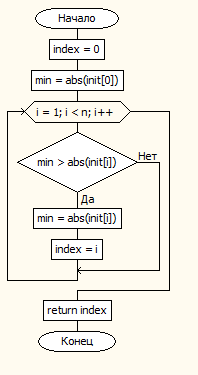 Начало
index = 0
min = abs(init[0])
i = 1; i < n; i++
min > abs(init[i])
Нет
Да
min = abs(init[i])
index = i
return index
Конец